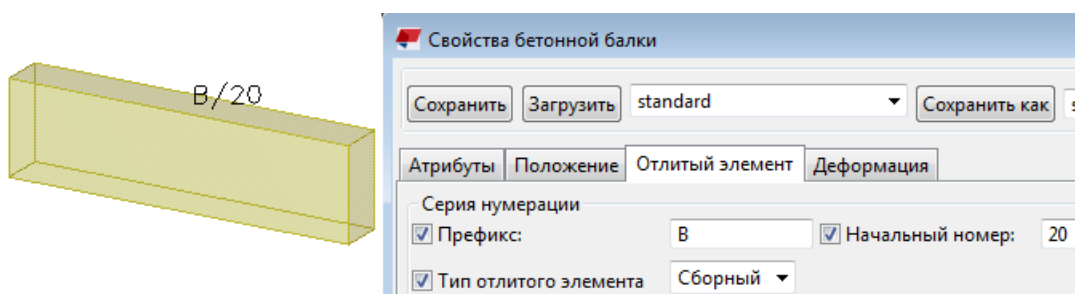 B/20
Свойства бетонной балки
Сохранить Загрузить standard Сохранить как s
Атрибуты Положение Отлитый элемент Деформация
Серия нумерации
Префикс: B Начальный номер: 20
Тип отлитого элемента Сборный